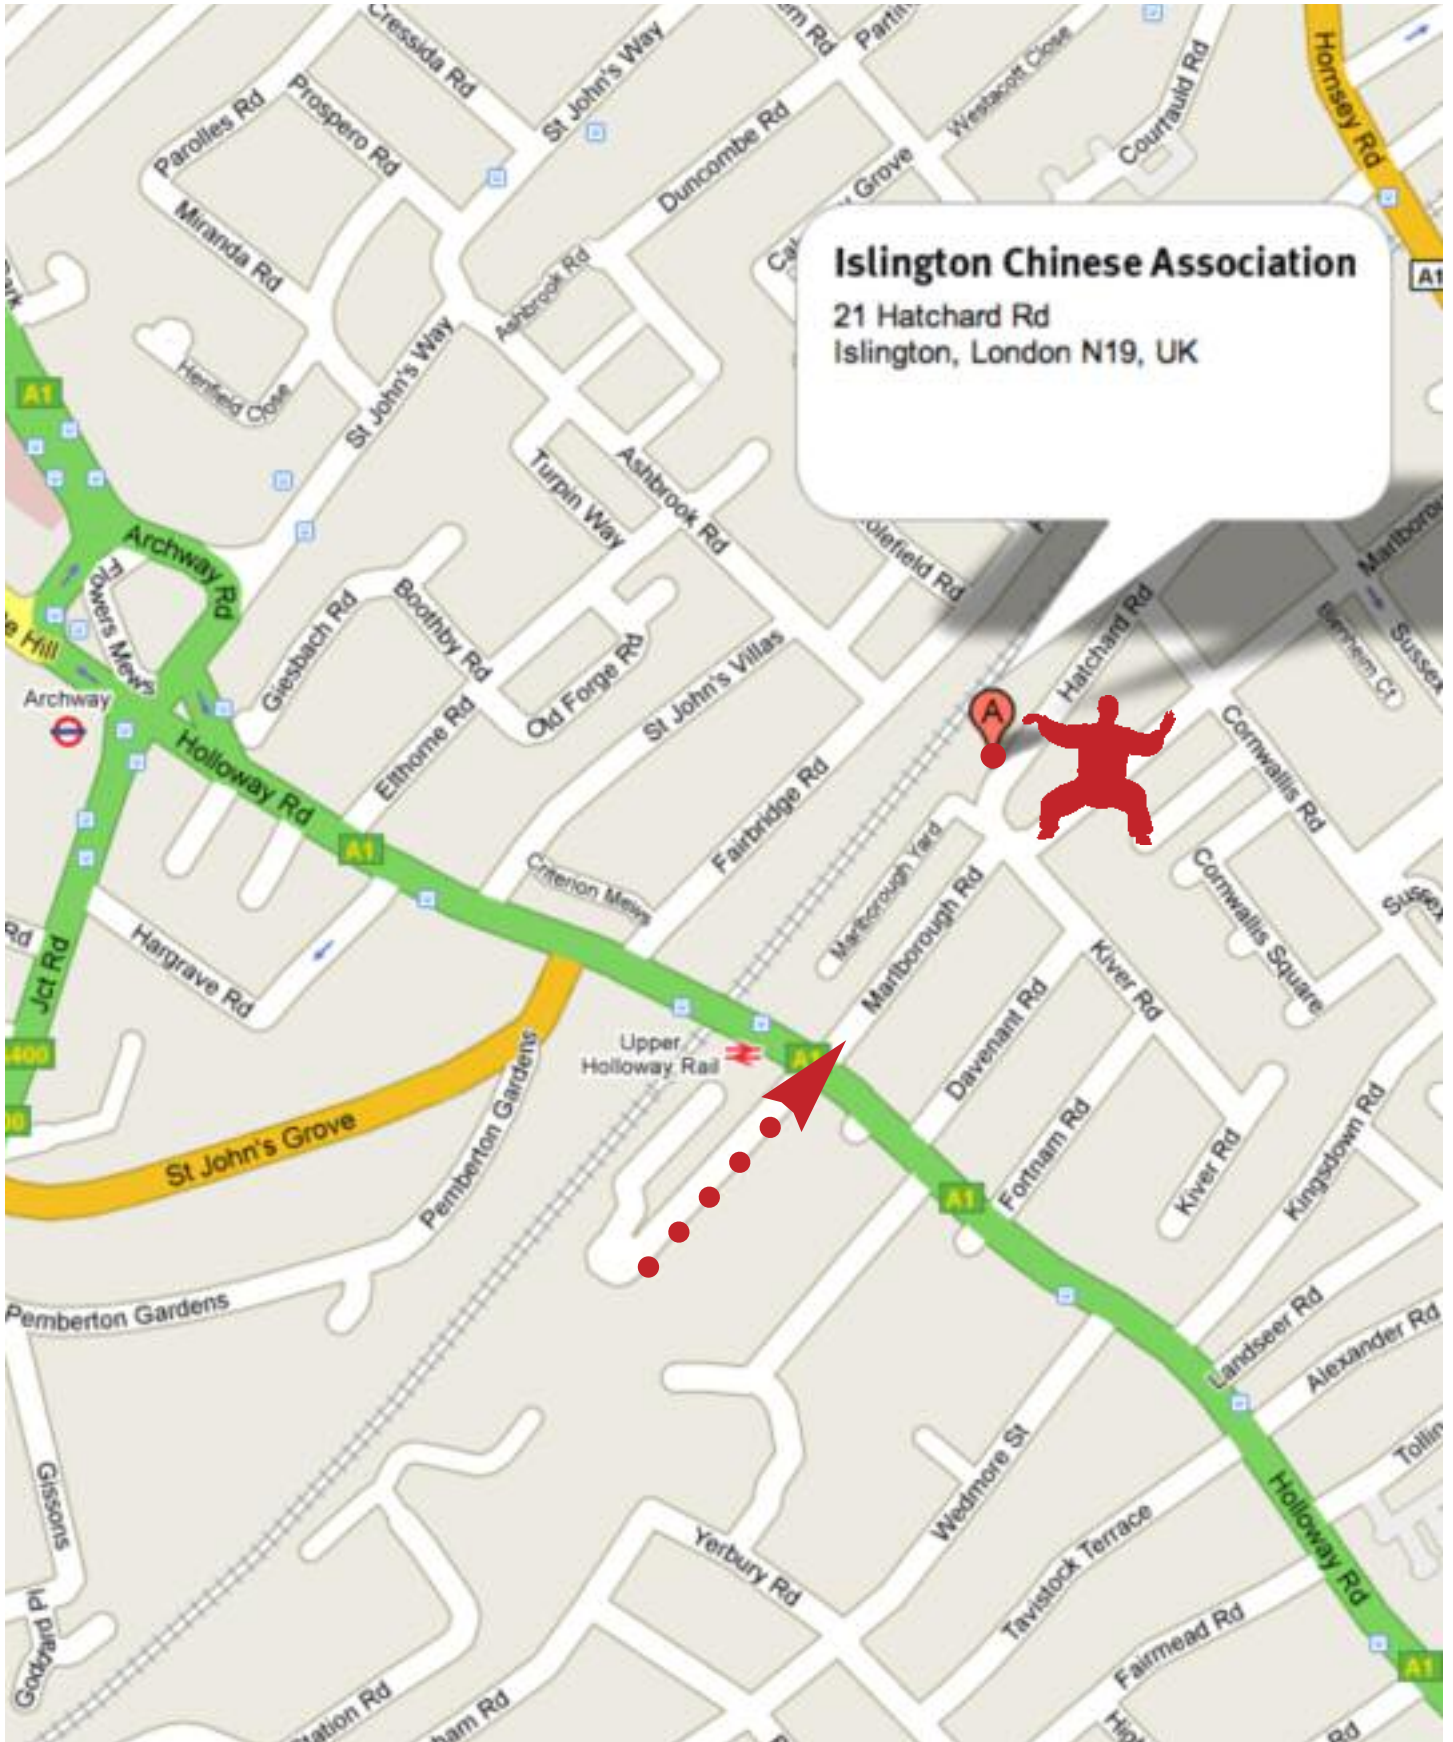 Cressida Rd
St John's Way
Westacott Close
Courtauld Rd
Hornsey Rd
Parolles Rd
Prospero Rd
Duncombe Rd
Grove
Miranda Rd
Ashbrook Rd
Islington Chinese Association
21 Hatchard Rd
Islington, London N19, UK
A1
Henfield Close
St John's Way
A1
Turpin Way
Ashbrook Rd
Archway Rd
Flowers Mews
Giesbach Rd
Boothby Rd
Old Forge Rd
St John's Villas
Hatchard Rd
Sussex
Archway
Holloway Rd
Elthorne Rd
A
Cornwallis Rd
Fairbridge Rd
A1
Criterion Mews
Marlborough Yard
Marlborough Rd
Cornwallis Square
Sussex
Rd
Jct Rd
Hargrave Rd
Kiver Rd
Davenant Rd
Upper
Holloway Rail
A1
St John's Grove
Pemberton Gardens
A1
Fortnam Rd
Kiver Rd
Kingsdown Rd
Pemberton Gardens
Landseer Rd
Alexander Rd
Gissons
Wedmore St
Holloway Rd
Yerbury Rd
Tavistock Terrace
Fairmead Rd
Rd
A1